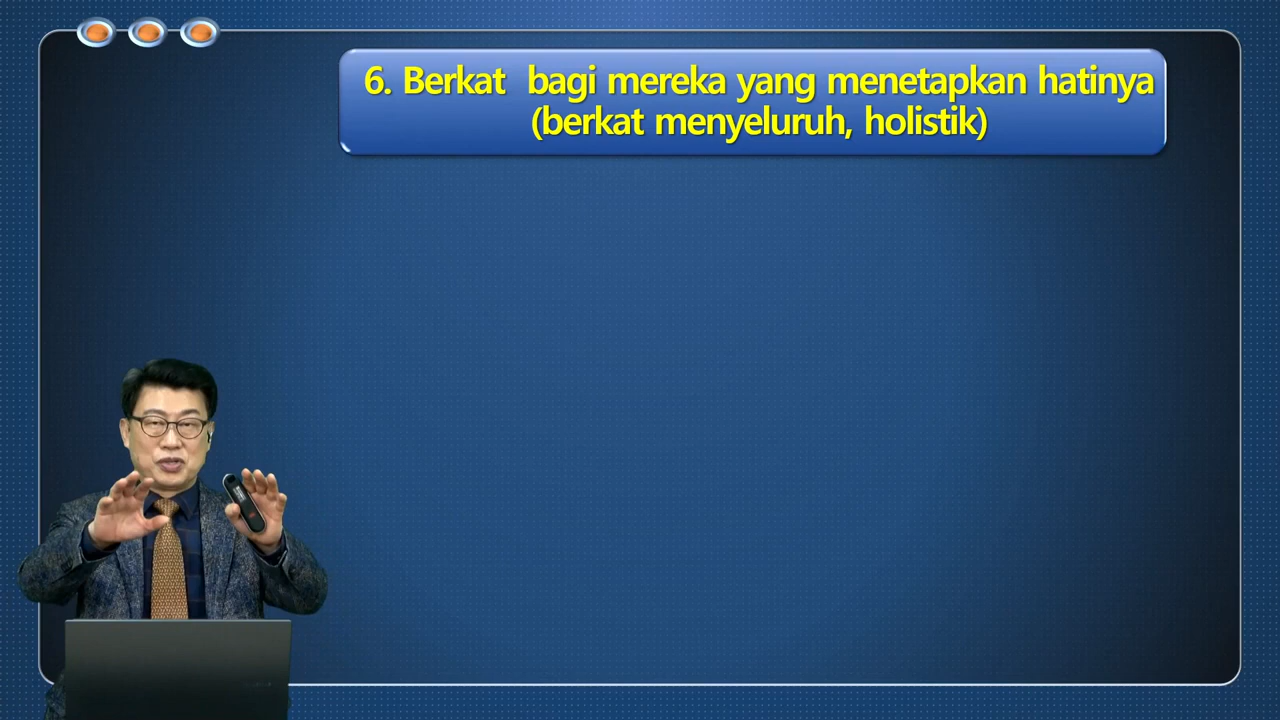 6. Berkat  bagi mereka yang menetapkan hatinya
(berkat menyeluruh, holistik)